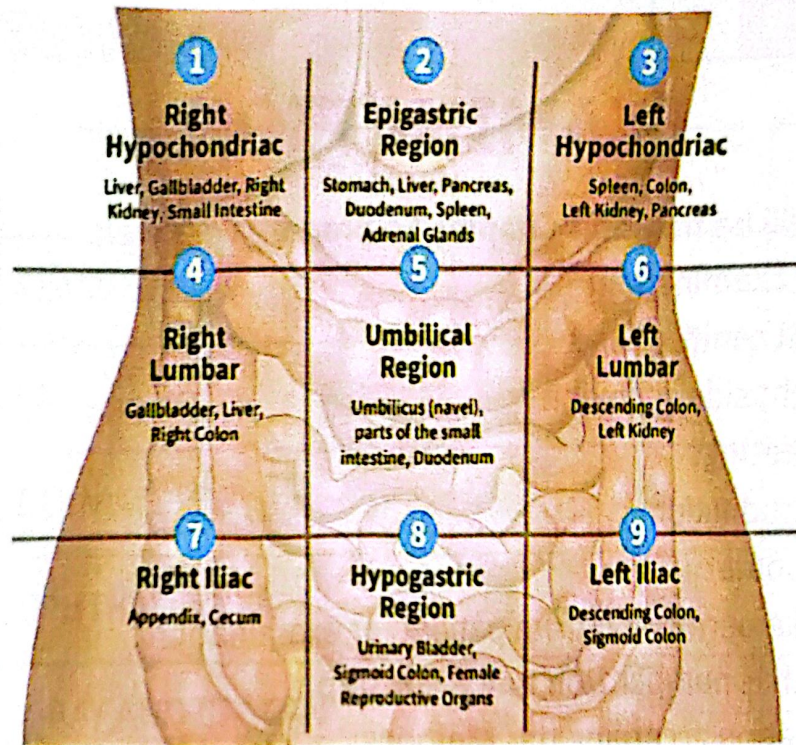 1
Right
Hypochondriac
Liver, Gallbladder, Right
Kidney, Small Intestine
2
Epigastric
Region
Stomach, Liver, Pancreas,
Duodenum, Spleen,
Adrenal Glands
3
Left
Hypochondriac
Spleen, Colon,
Left Kidney, Pancreas
4
Right
Lumbar
Gallbladder, Liver,
Right Colon
5
Umbilical
Region
Umbilicus (navel),
parts of the small
intestine, Duodenum
6
Left
Lumbar
Descending Colon,
Left Kidney
7
Right Iliac
Appendix, Cecum
8
Hypogastric
Region
Urinary Bladder,
Sigmoid Colon, Female
Reproductive Organs
9
Left Iliac
Descending Colon,
Sigmoid Colon